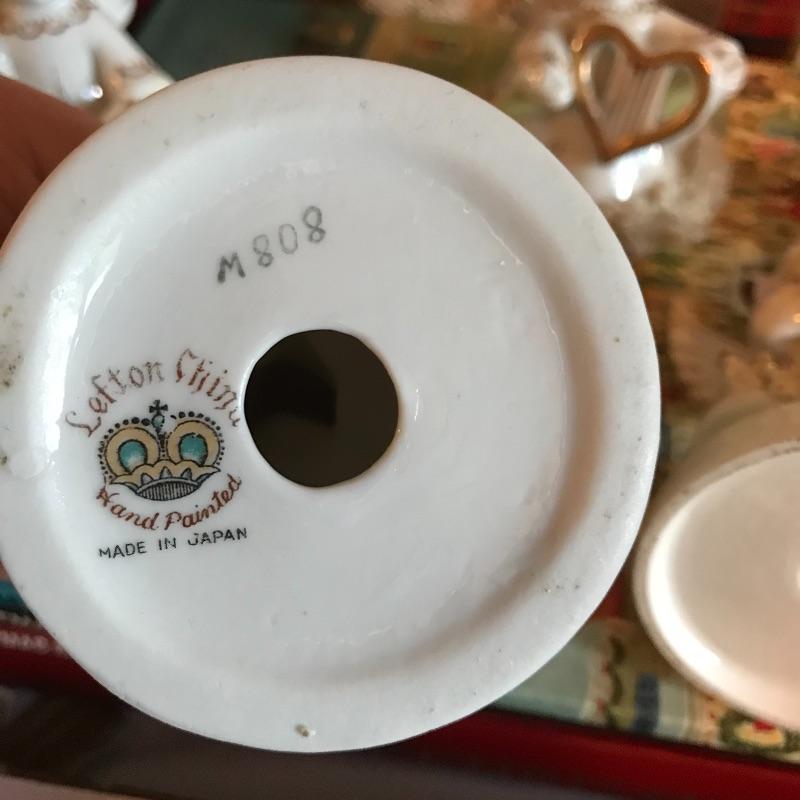 M808
Lefton China
Hand Painted
MADE IN JAPAN